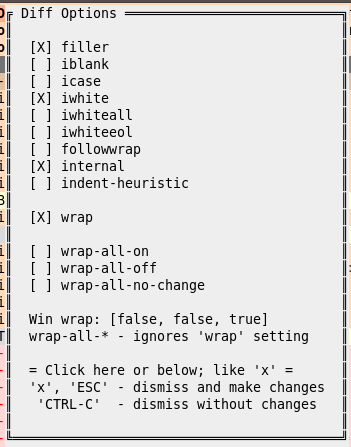 Diff Options
[X] filler
[ ] iblank
[ ] icase
[X] iwhite
[ ] iwhiteall
[ ] iwhiteeol
[ ] followwrap
[X] internal
[ ] indent-heuristic
[X] wrap
[ ] wrap-all-on
[ ] wrap-all-off
[ ] wrap-all-no-change
Win wrap: [false, false, true]
wrap-all-* - ignores 'wrap' setting
= Click here or below; like 'x' =
'x', 'ESC' - dismiss and make changes
'CTRL-C'  - dismiss without changes